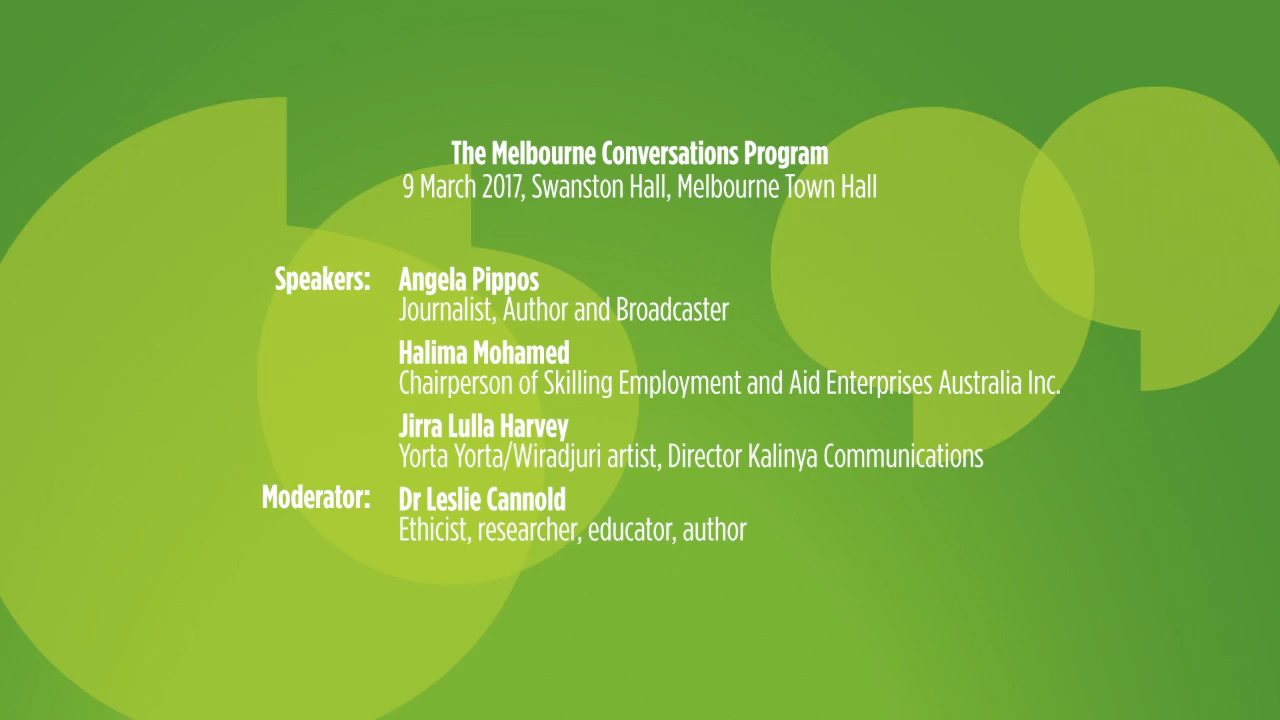 The Melbourne Conversations Program
9 March 2017, Swanston Hall, Melbourne Town Hall
Speakers: Angela Pippos
Journalist, Author and Broadcaster
Halima Mohamed
Chairperson of Skilling Employment and Aid Enterprises Australia Inc.
Jirra Lulla Harvey
Yorta Yorta/Wiradjuri artist, Director Kalinya Communications
Moderator: Dr Leslie Cannold
Ethicist, researcher, educator, author